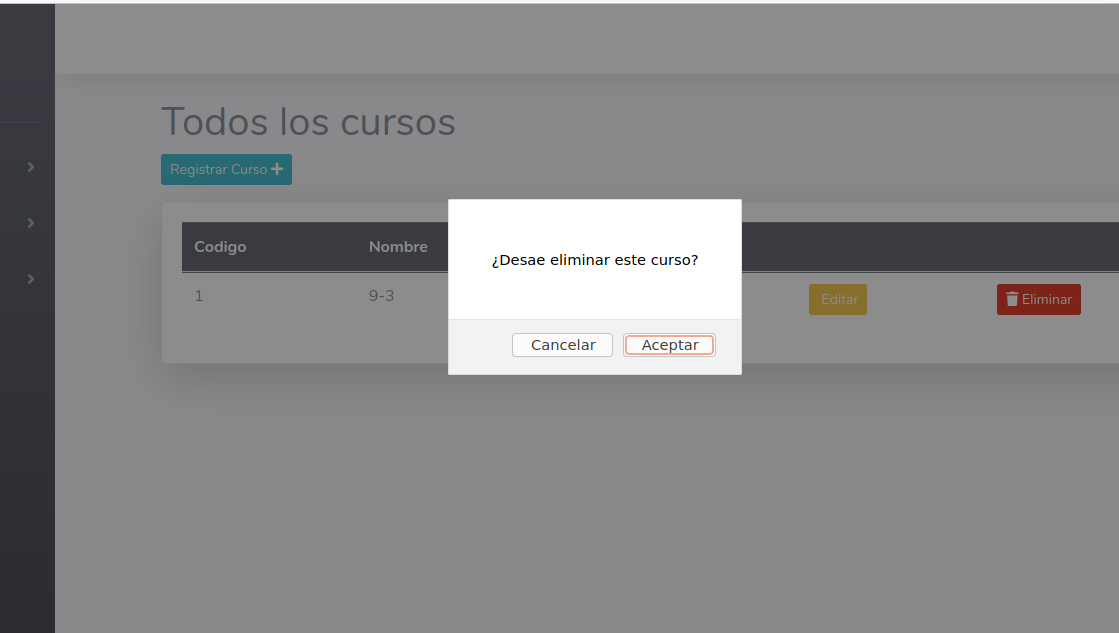 Todos los cursos
Registrar Curso
Codigo Nombre
1 9-3 Editar Eliminar
¿Desae eliminar este curso?
Cancelar Aceptar